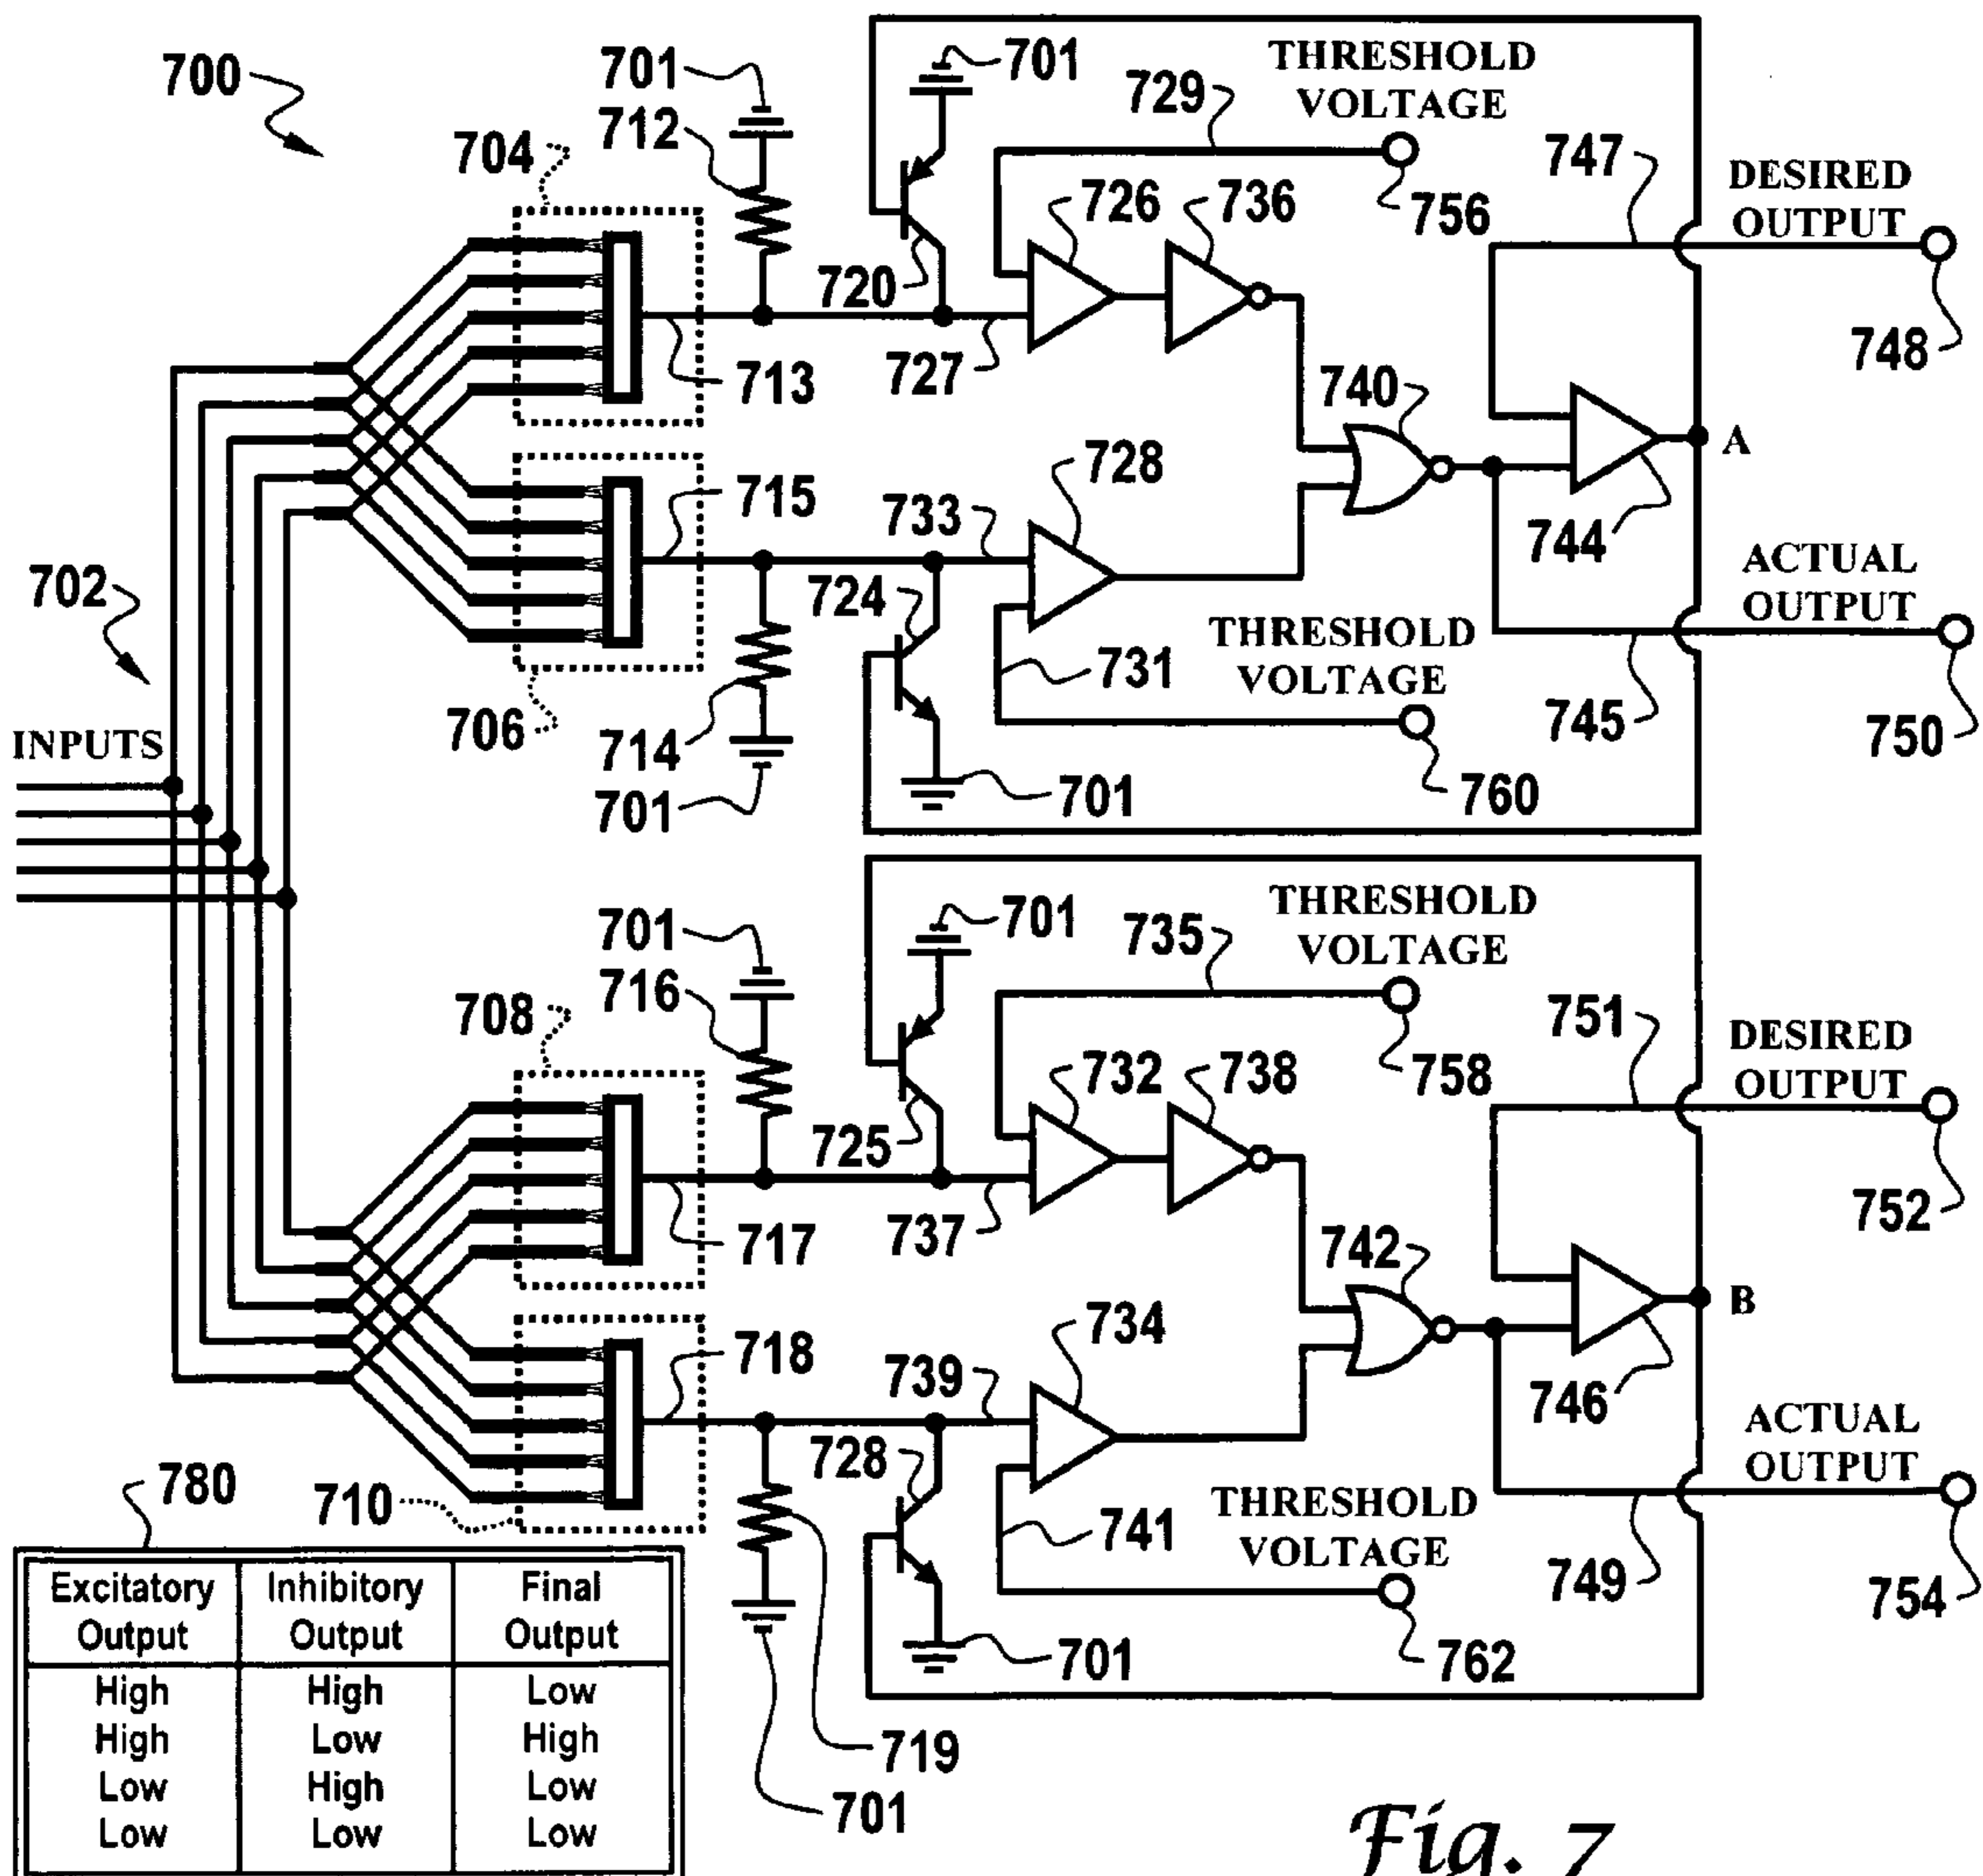 700
701
712
704
701
THRESHOLD
VOLTAGE
729
756
726
736
720
713
727
747
DESIRED
OUTPUT
748
740
A
744
715
733
728
724
731
THRESHOLD
VOLTAGE
760
ACTUAL
OUTPUT
745
750
702
706
714
701
701
INPUTS
701
716
708
701
THRESHOLD
VOLTAGE
735
758
732
738
725
717
737
751
DESIRED
OUTPUT
752
742
B
746
718
739
734
728
741
THRESHOLD
VOLTAGE
762
ACTUAL
OUTPUT
749
754
710
701
719
701
780
Excitatory Output Inhibitory Output Final Output
High High Low
High Low High
Low High Low
Low Low Low
Fig. 7